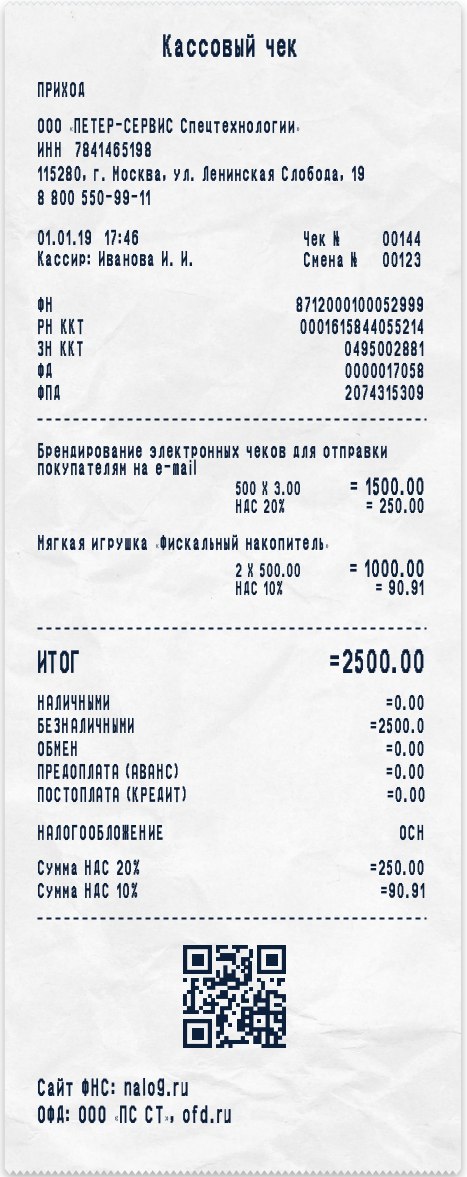 Кассовый чек
ПРИХОД
ООО «ПЕТЕР-СЕРВИС Спецтехнологии»
ИНН 7841465198
115280, г. Москва, ул. Ленинская Слобода, 19
8 800 550-99-11
01.01.19 17:46 Чек № 00144
Кассир: Иванова И. И. Смена № 00123
ФН 8712000100052999
РН ККТ 0001615844055214
ЗН ККТ 0495002881
ФД 0000017058
ФПД 2074315309
Брендирование электронных чеков для отправки
покупателям на e-mail
500 X 3.00 = 1500.00
НДС 20% = 250.00
Мягкая игрушка «Фискальный накопитель»
2 X 500.00 = 1000.00
НДС 10% = 90.91
ИТОГ =2500.00
НАЛИЧНЫМИ =0.00
БЕЗНАЛИЧНЫМИ =2500.0
ОБМЕН =0.00
ПРЕДОПЛАТА (АВАНС) =0.00
ПОСТОПЛАТА (КРЕДИТ) =0.00
НАЛОГООБЛОЖЕНИЕ ОСН
Сумма НДС 20% =250.00
Сумма НДС 10% =90.91
Сайт ФНС: nalog.ru
ОФД: ООО «ПС СТ», ofd.ru